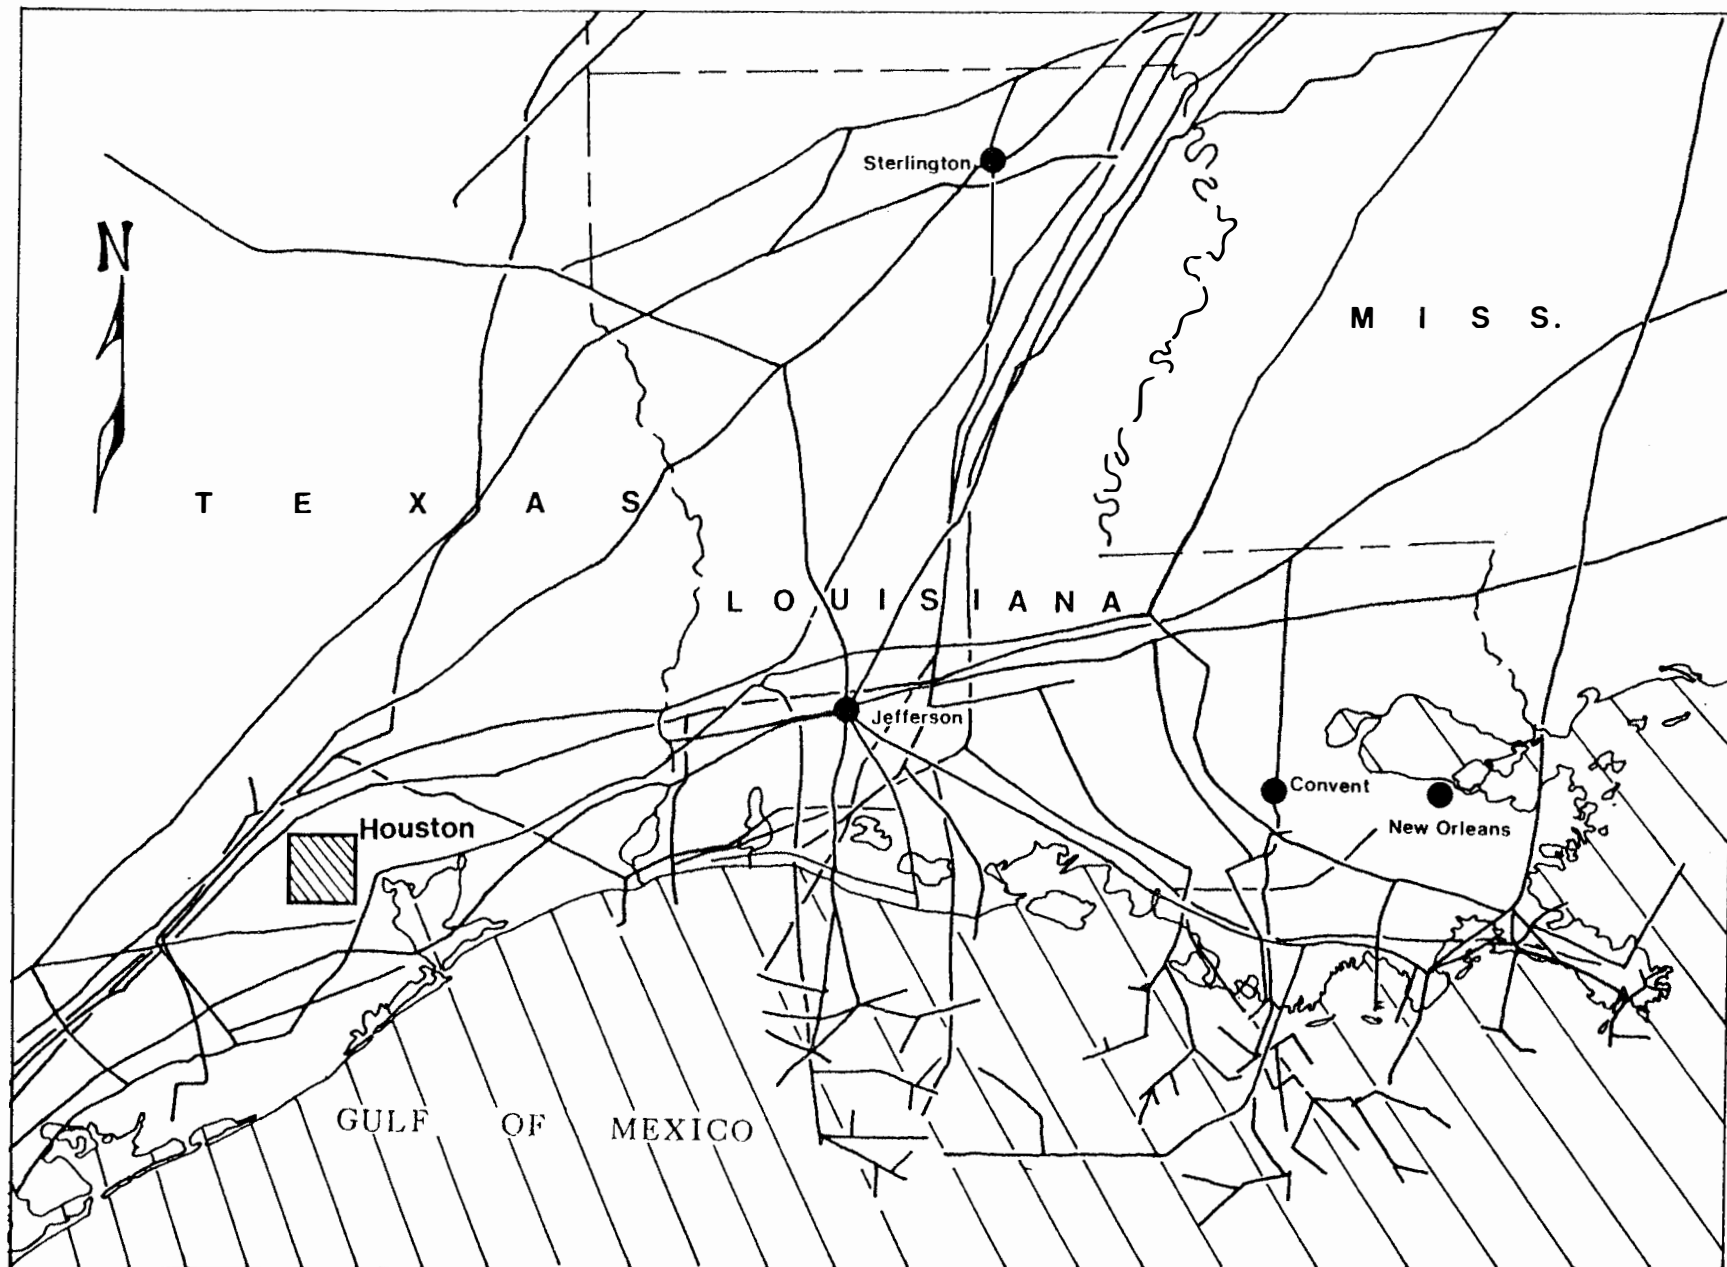 Sterlington
N
M I S S.
T E X A S
L O U I S I A N A
Jefferson
Convent
New Orleans
Houston
GULF OF MEXICO